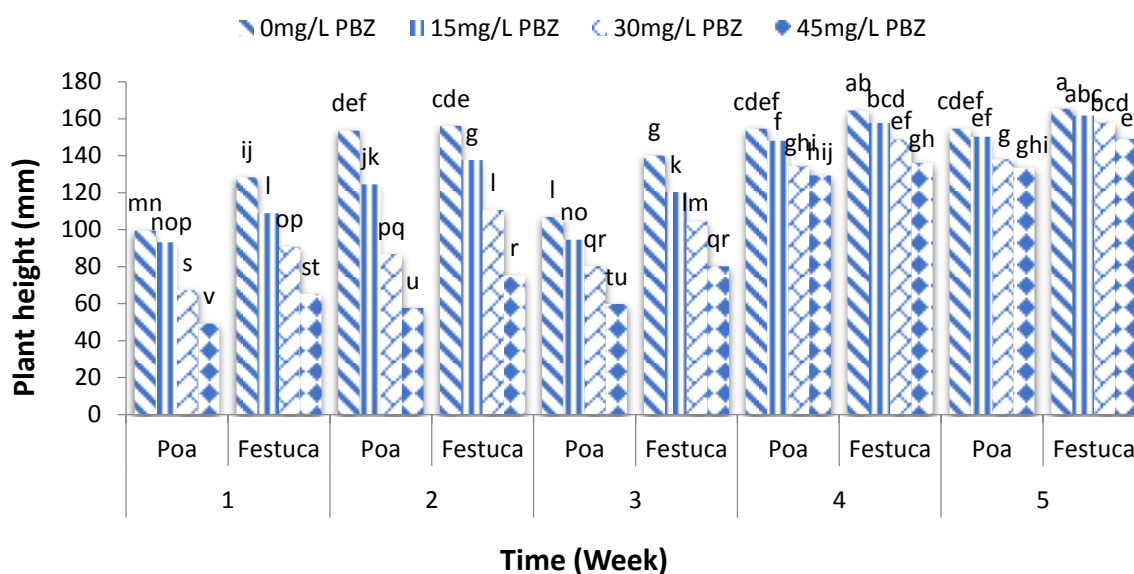 0mg/L PBZ 15mg/L PBZ 30mg/L PBZ 45mg/L PBZ
Plant height (mm)
180
160
140
120
100
80
60
40
20
0
mn nop s v
ij l op st
def jk pq u
cde g l r
l no qr tu
g k lm qr
cdef f ghi hij
ab bcd ef gh
cdef ef g ghi
a abc bcd e
Poa Festuca Poa Festuca Poa Festuca Poa Festuca Poa Festuca
1 2 3 4 5
Time (Week)